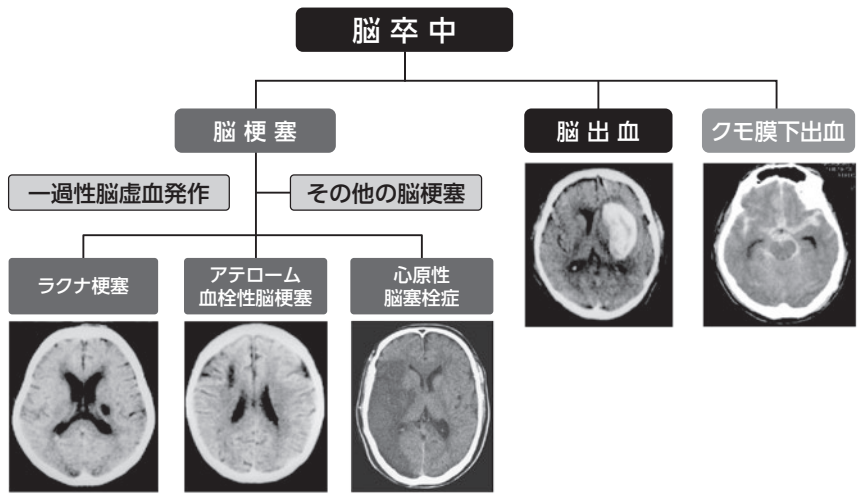 脳卒中
脳梗塞
脳出血
クモ膜下出血
一過性脳虚血発作
その他の脳梗塞
ラクナ梗塞
アテローム
血栓性脳梗塞
心原性
脳塞栓症